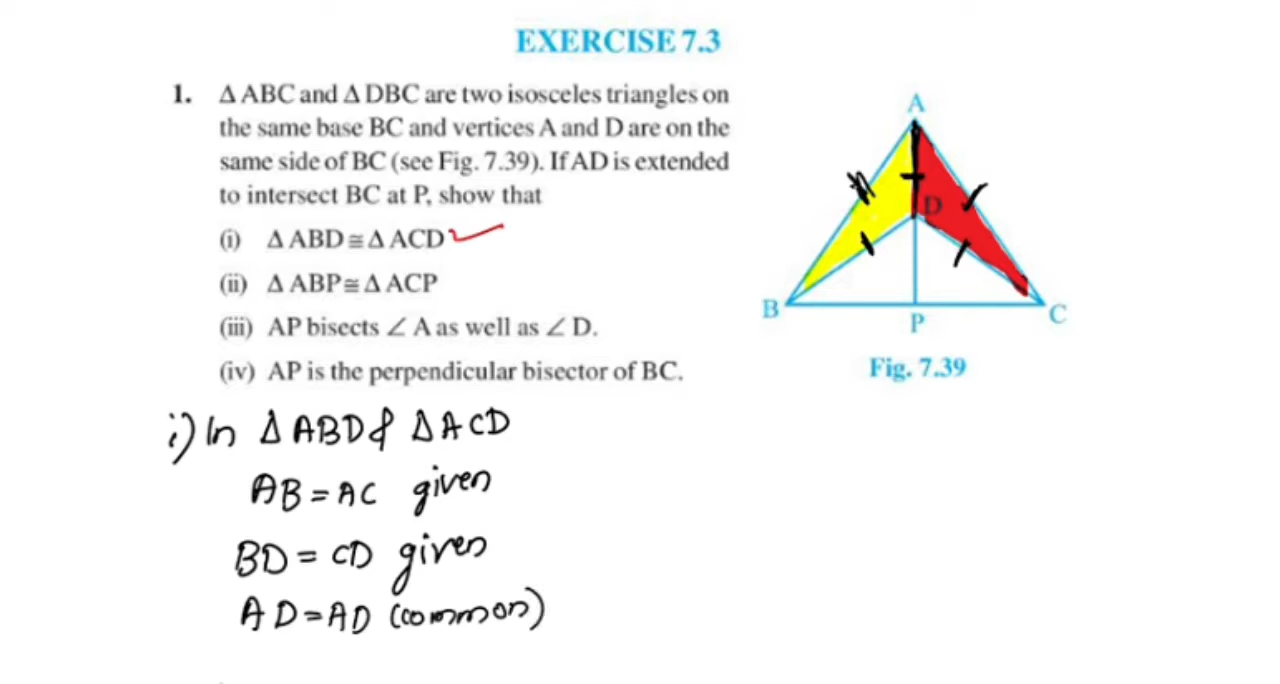 EXERCISE 7.3
1. Δ ABC and Δ DBC are two isosceles triangles on
the same base BC and vertices A and D are on the
same side of BC (see Fig. 7.39). If AD is extended
to intersect BC at P, show that
(i) Δ ABD ≅ Δ ACD
(ii) Δ ABP ≅ Δ ACP
(iii) AP bisects ∠ A as well as ∠ D.
(iv) AP is the perpendicular bisector of BC.
A
D
B
P
C
Fig. 7.39
i) In Δ ABD & Δ ACD
AB = AC given
BD = CD given
AD = AD (common)